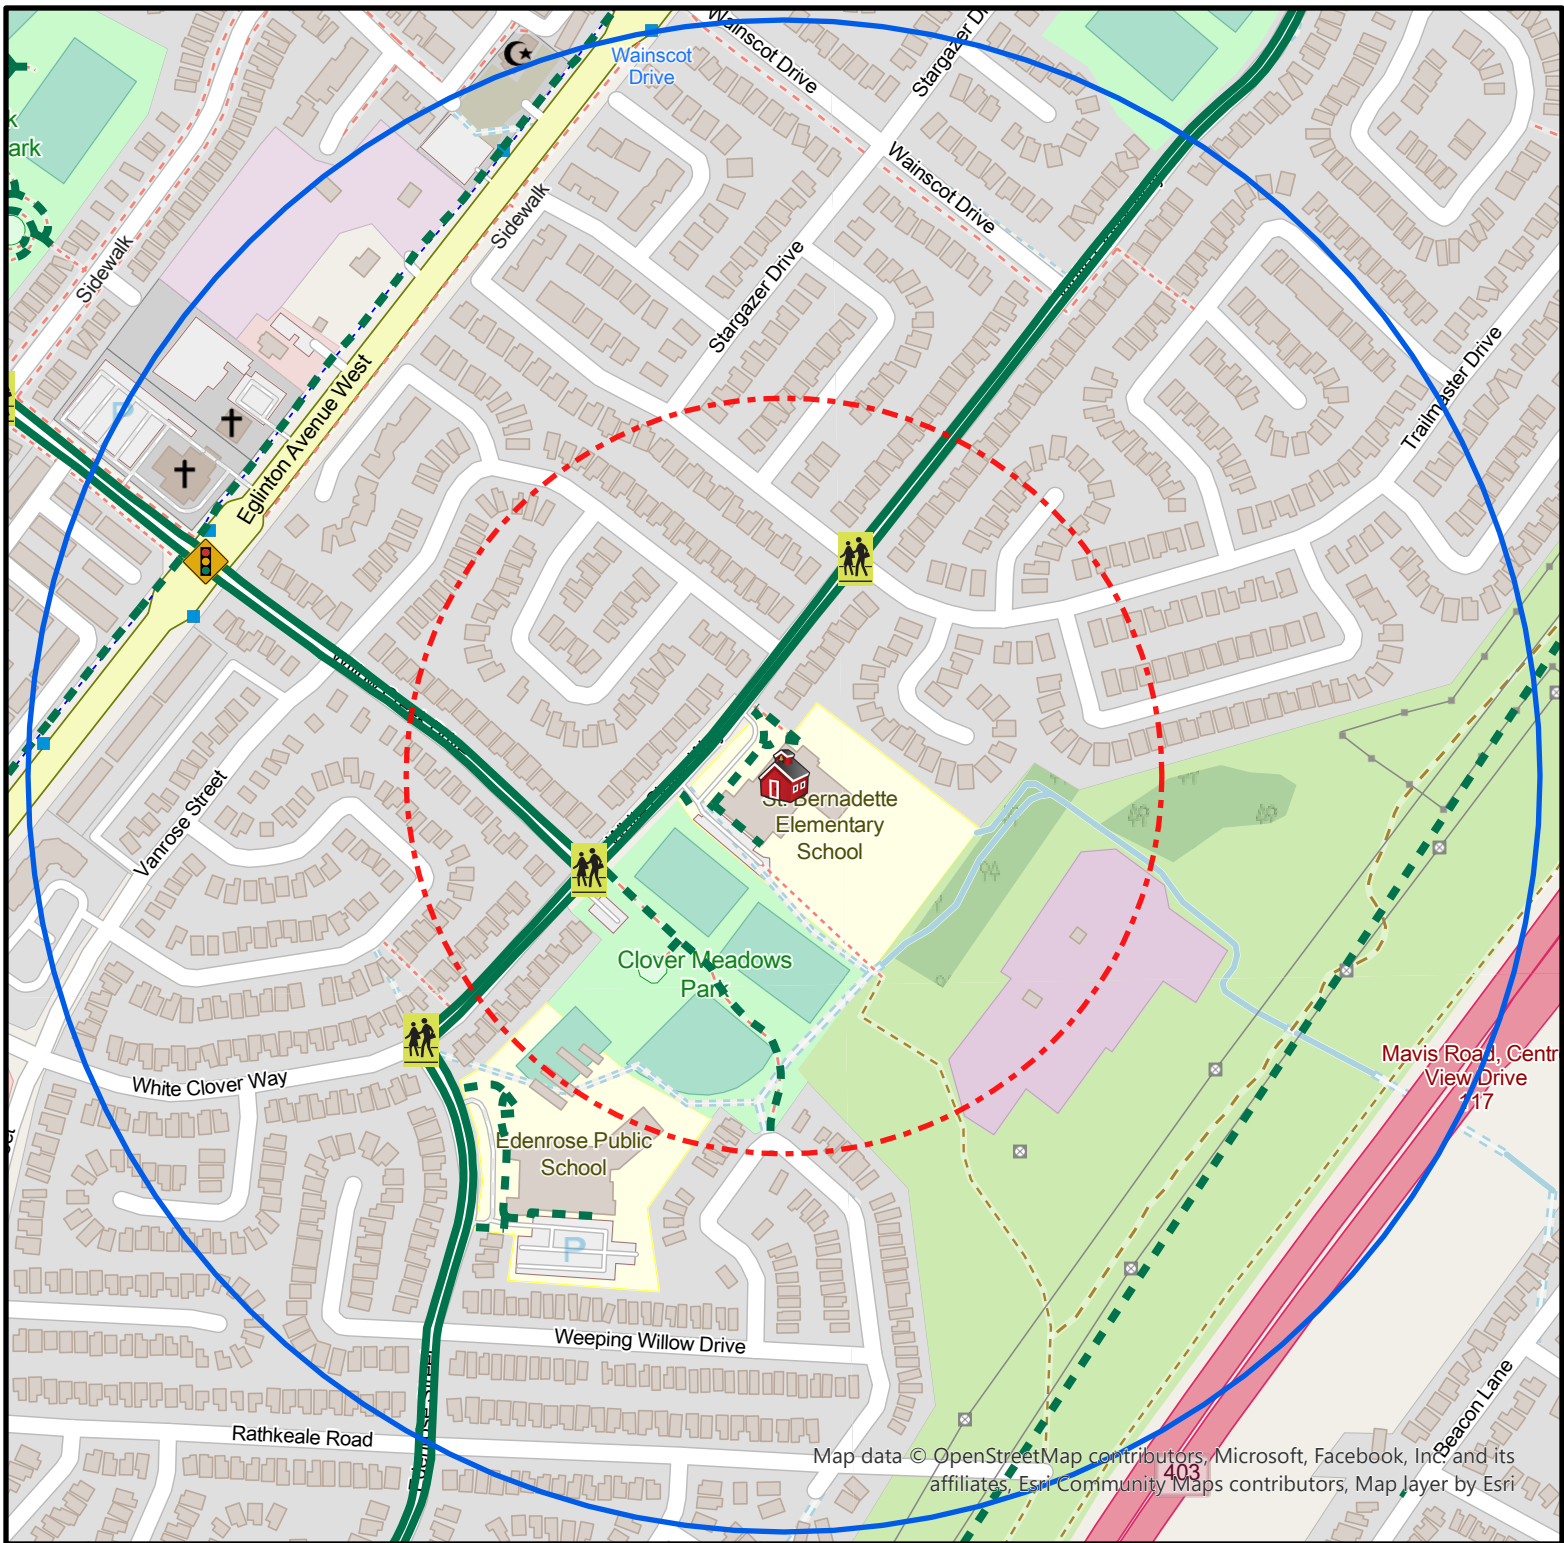 Wainscot Drive
Stargazer D
Wainscot
Drive
k
ark
Wainscot Drive
Sidewalk
Sidewalk
Stargazer Drive
Trailmaster Drive
P
Eglinton Avenue West
Vanrose Street
St. Bernadette
Elementary
School
Clover Meadows
Park
Mavis Road, Centr
View Drive
117
White Clover Way
Edenrose Public
School
P
Weeping Willow Drive
Beacon Lane
Rathkeale Road
403
Map data © OpenStreetMap contributors, Microsoft, Facebook, Inc. and its
affiliates, Esri Community Maps contributors, Map layer by Esri